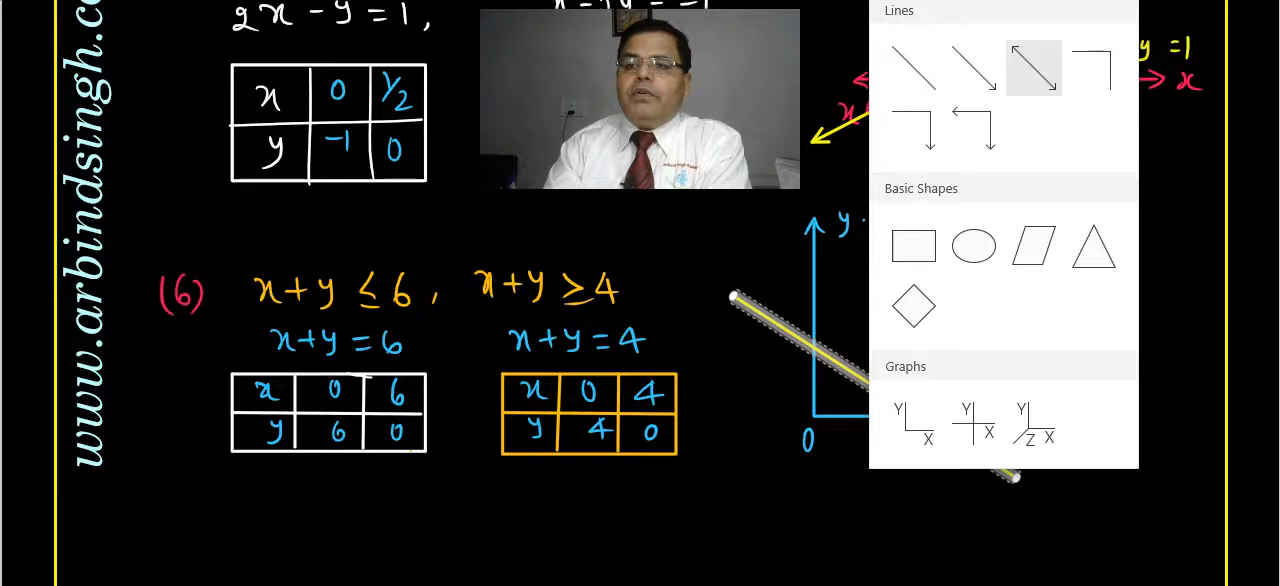 www.arbindsingh.co
2x - y = 1,
x | 0 | 1/2
y | -1 | 0
Lines
y = 1
x
x
Basic Shapes
y
(6) x + y ≤ 6, x + y ≥ 4
x + y = 6 x + y = 4
x | 0 | 6
y | 6 | 0
x | 0 | 4
y | 4 | 0
0
Graphs
Y X Y X Y Z X